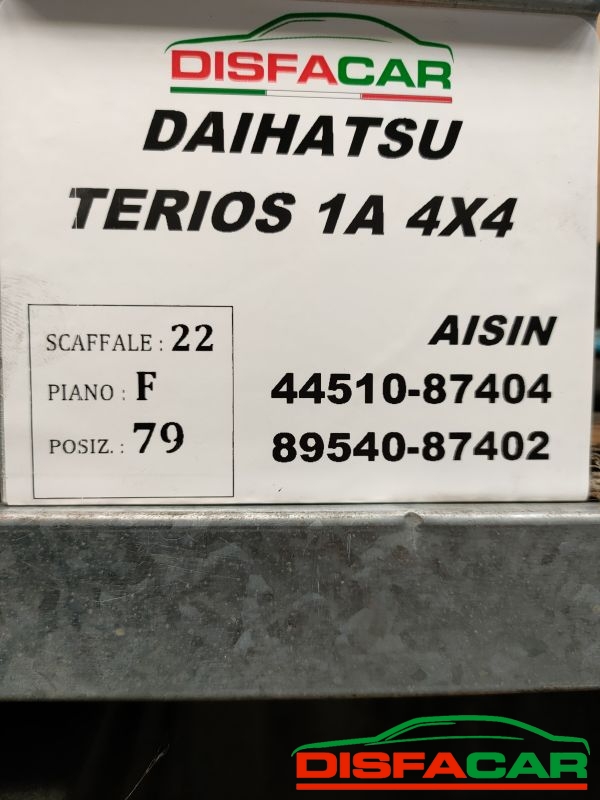 DISFACAR
DAIHATSU
TERIOS 1A 4X4
SCAFFALE : 22
PIANO : F
POSIZ. : 79
AISIN
44510-87404
89540-87402
DISFACAR